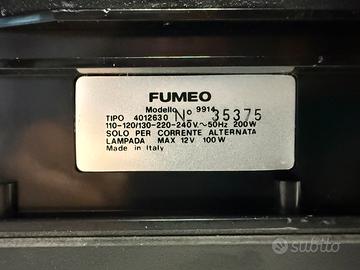 FUMEO
Modello 9914
TIPO 4012630 Nº 35375
110-120/130-220-240V.~50Hz 200W
SOLO PER CORRENTE ALTERNATA
LAMPADA MAX 12V 100W
Made in Italy
subito